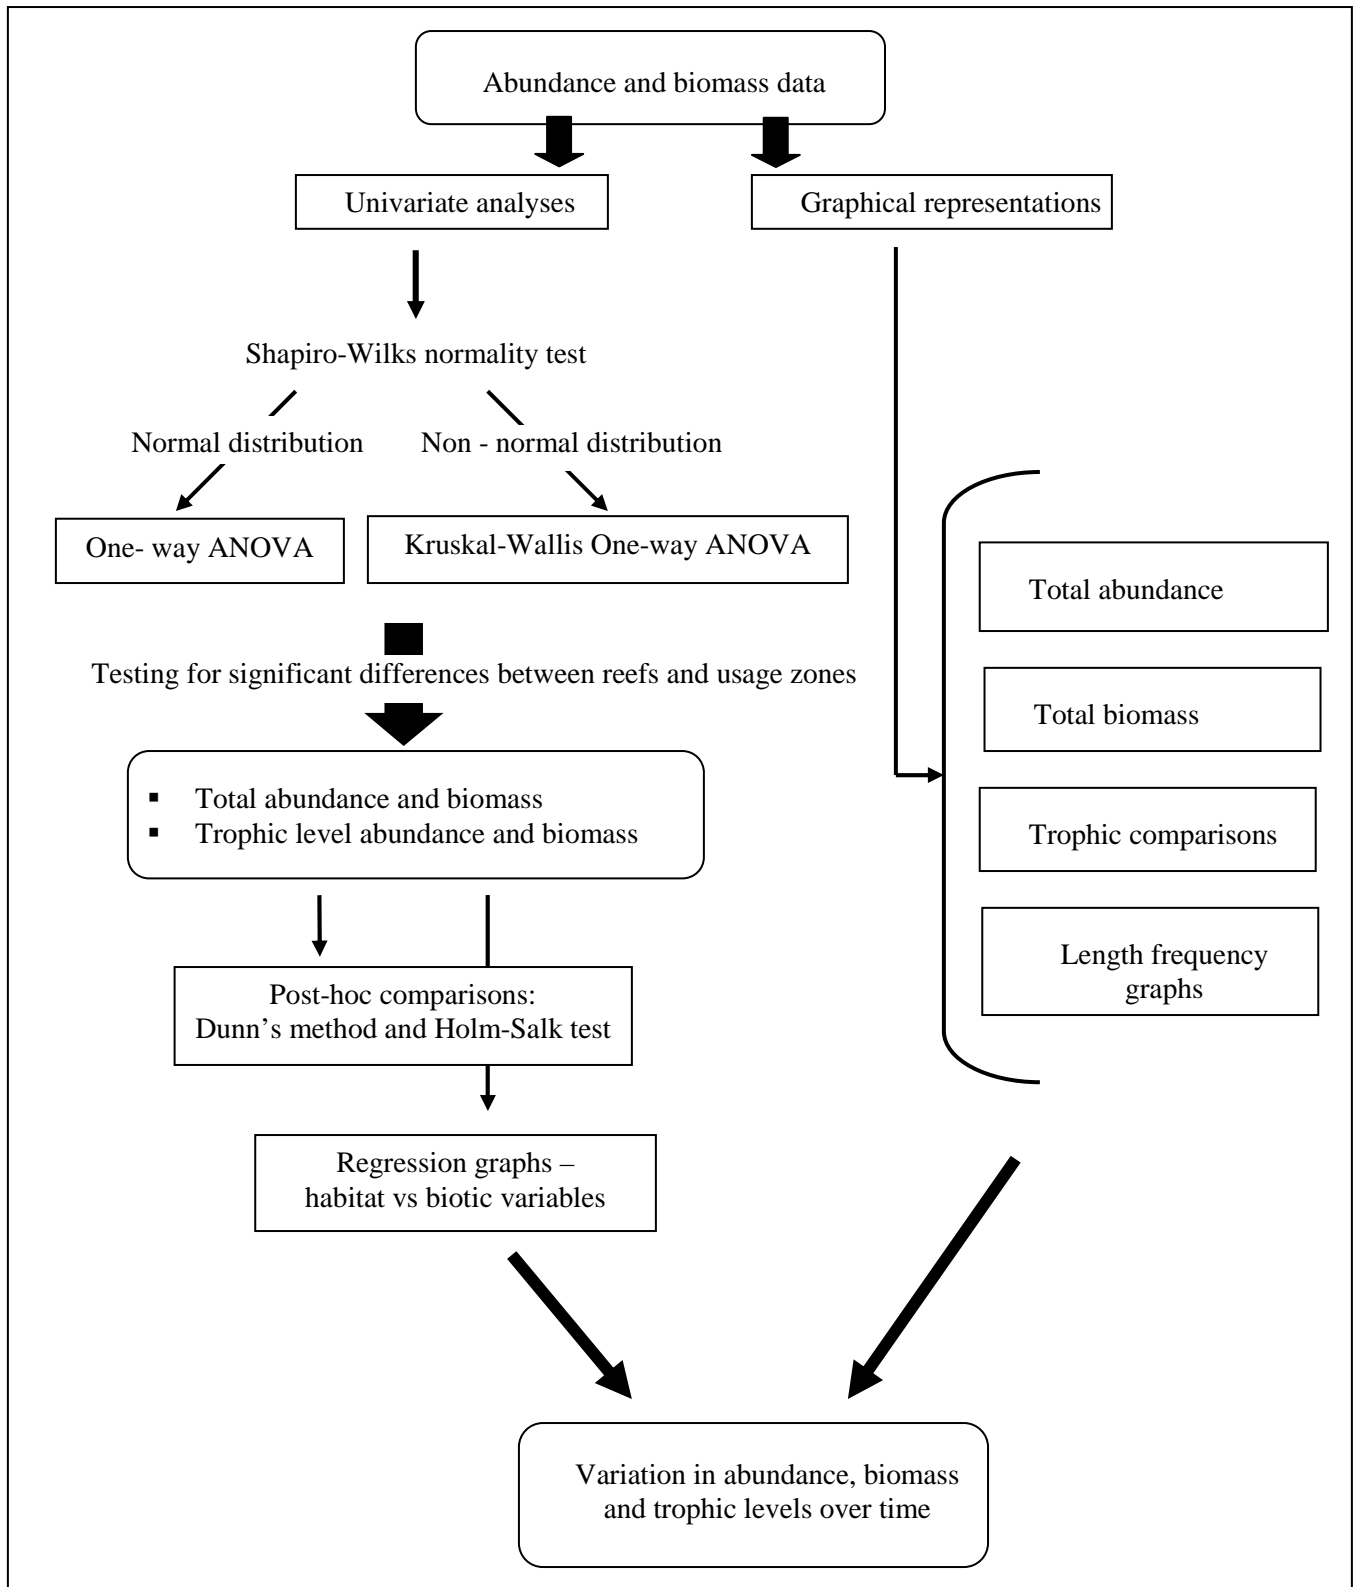 Abundance and biomass data
Univariate analyses
Graphical representations
Shapiro-Wilks normality test
Normal distribution
Non - normal distribution
One- way ANOVA
Kruskal-Wallis One-way ANOVA
Testing for significant differences between reefs and usage zones
▪ Total abundance and biomass
▪ Trophic level abundance and biomass
Post-hoc comparisons:
Dunn’s method and Holm-Salk test
Regression graphs –
habitat vs biotic variables
Total abundance
Total biomass
Trophic comparisons
Length frequency
graphs
Variation in abundance, biomass
and trophic levels over time